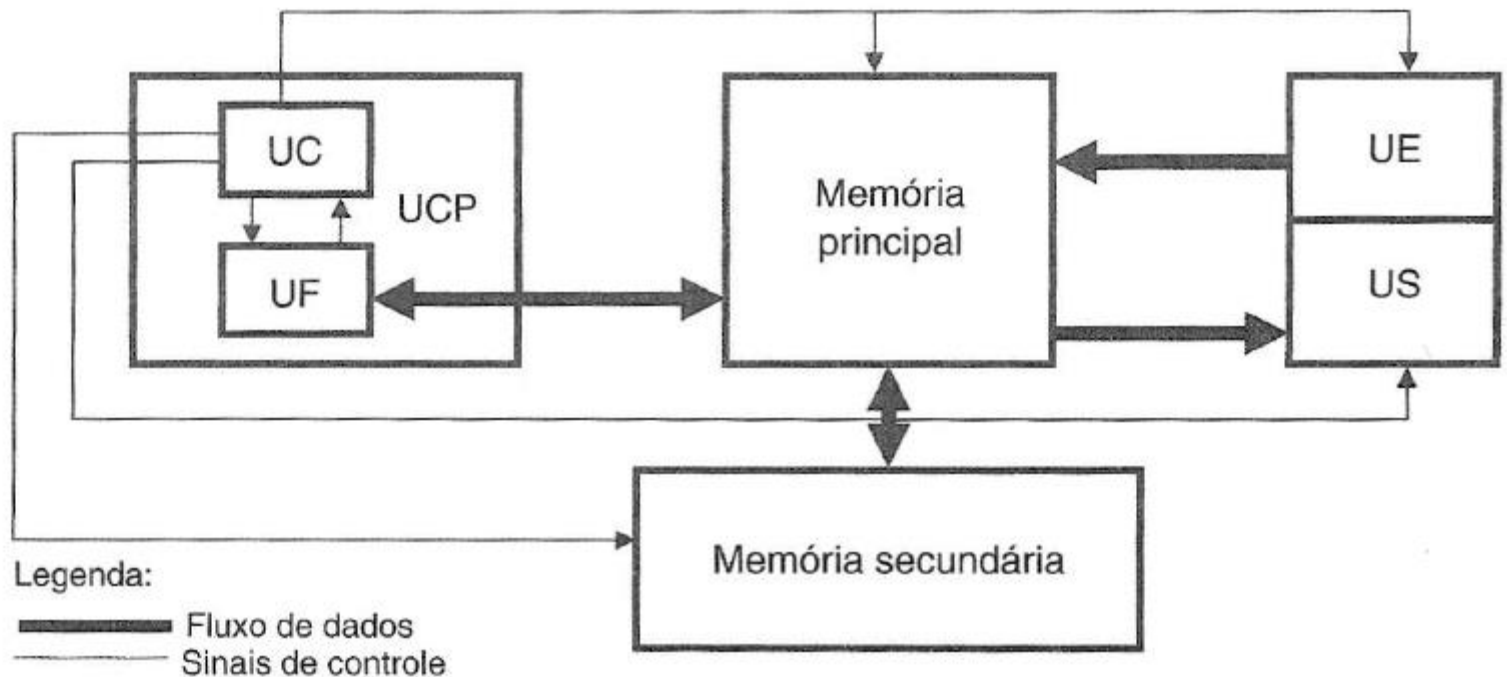 UC
UCP
UF
Memória
principal
UE
US
Memória secundária
Legenda:
Fluxo de dados
Sinais de controle